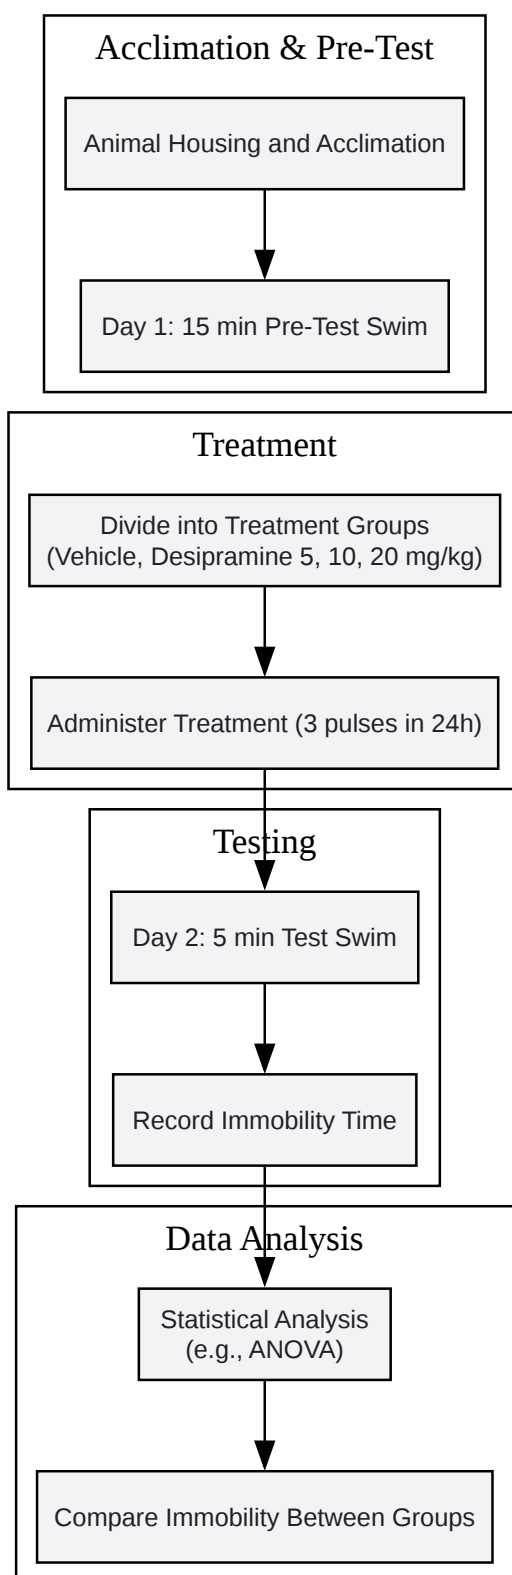 Acclimation & Pre-Test
Animal Housing and Acclimation
Day 1: 15 min Pre-Test Swim
Treatment
Divide into Treatment Groups
(Vehicle, Desipramine 5, 10, 20 mg/kg)
Administer Treatment (3 pulses in 24h)
Testing
Day 2: 5 min Test Swim
Record Immobility Time
Data Analysis
Statistical Analysis
(e.g., ANOVA)
Compare Immobility Between Groups